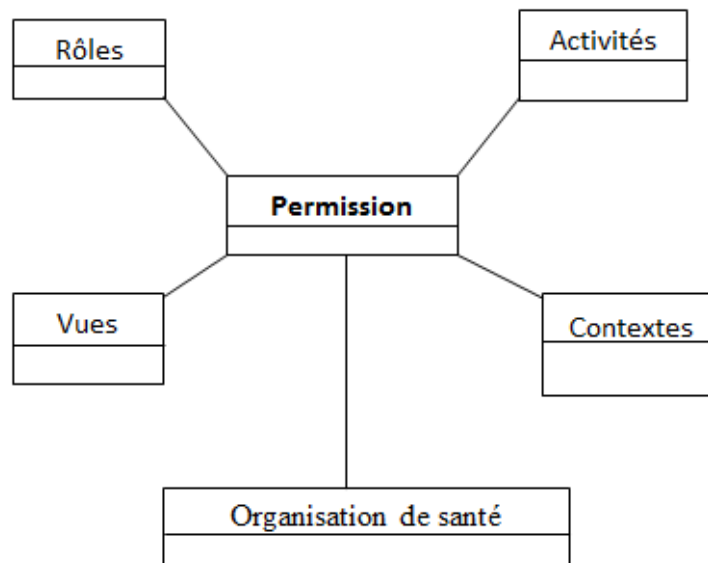 Rôles
Activités
Permission
Vues
Contextes
Organisation de santé